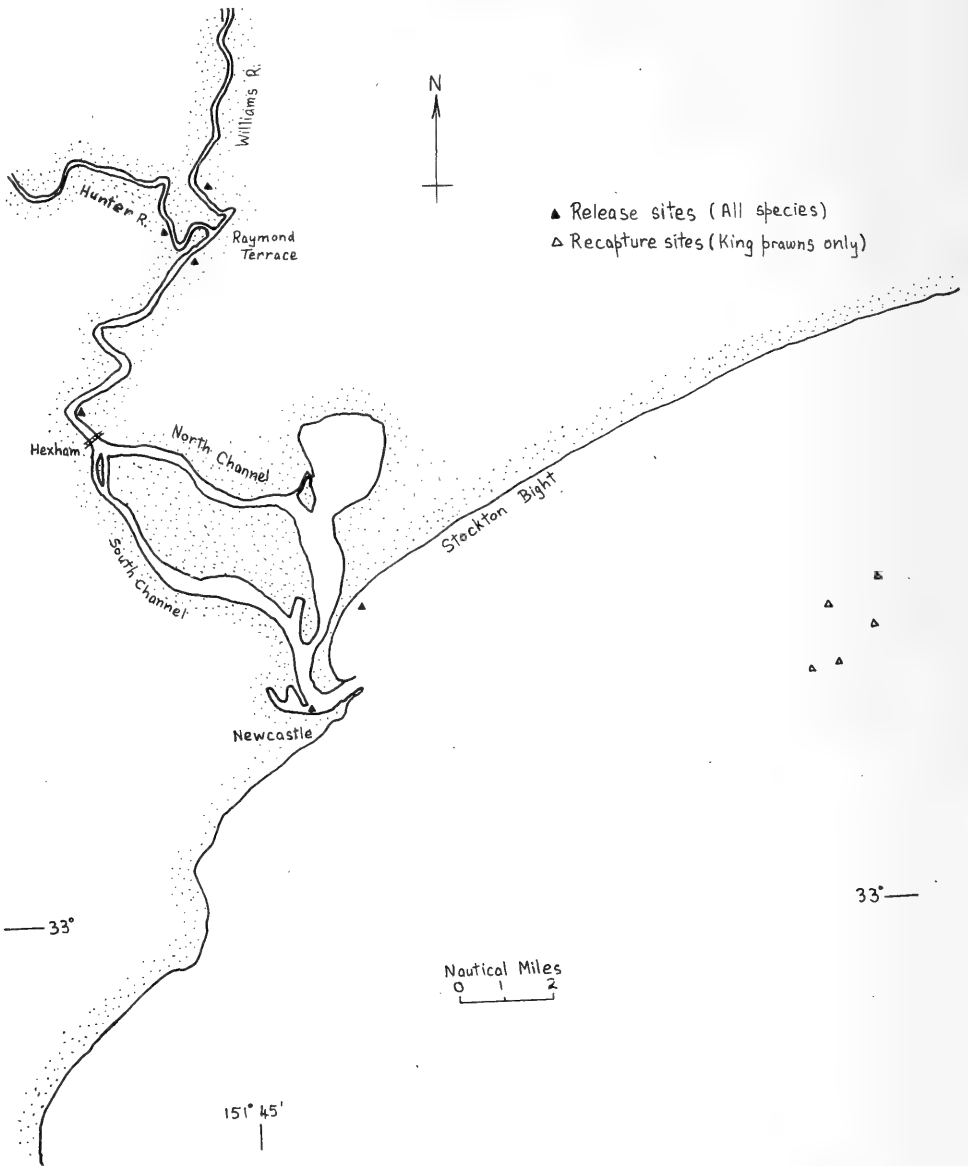 N
Williams R.
Hunter R.
Raymond
Terrace
▲ Release sites (All species)
△ Recapture sites (King prawns only)
Hexham
North Channel
South Channel
Stockton Bight
Newcastle
33°
33°
Nautical Miles
0 1 2
151° 45'